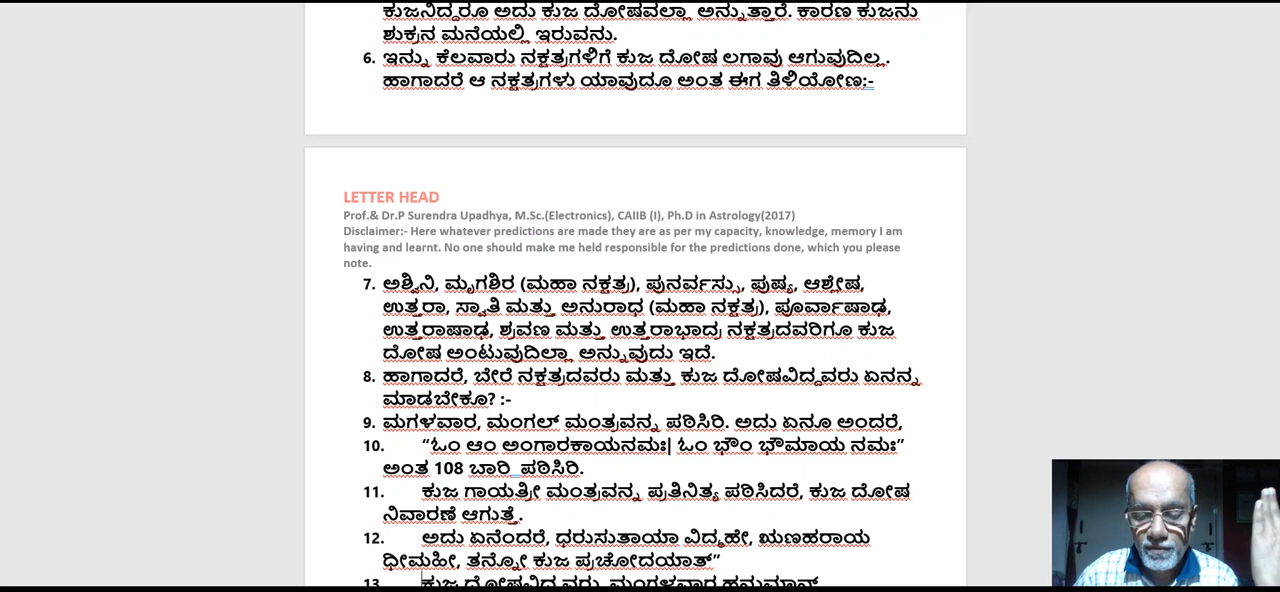 ಕುಜನಿದ್ದರೂ ಅದು ಕುಜ ದೋಷವಲ್ಲಾ ಅನ್ನುತ್ತಾರೆ. ಕಾರಣ ಕುಜನು
ಶುಕ್ರನ ಮನೆಯಲ್ಲಿ ಇರುವನು.
6. ಇನ್ನು ಕೆಲವಾರು ನಕ್ಷತ್ರಗಳಿಗೆ ಕುಜ ದೋಷ ಲಗಾವು ಆಗುವುದಿಲ್ಲ.
ಹಾಗಾದರೆ ಆ ನಕ್ಷತ್ರಗಳು ಯಾವುದೂ ಅಂತ ಈಗ ತಿಳಿಯೋಣ:-
LETTER HEAD
Prof.& Dr.P Surendra Upadhya, M.Sc.(Electronics), CAIIB (I), Ph.D in Astrology(2017)
Disclaimer:- Here whatever predictions are made they are as per my capacity, knowledge, memory I am
having and learnt. No one should make me held responsible for the predictions done, which you please
note.
7. ಅಶ್ವಿನಿ, ಮೃಗಶಿರ (ಮಹಾ ನಕ್ಷತ್ರ), ಪುನರ್ವಸ್ಸು, ಪುಷ್ಯ, ಆಶ್ಲೇಷ,
ಉತ್ತರಾ, ಸ್ವಾತಿ ಮತ್ತು ಅನುರಾಧ (ಮಹಾ ನಕ್ಷತ್ರ), ಪೂರ್ವಾಷಾಢ,
ಉತ್ತರಾಷಾಢ, ಶ್ರವಣ ಮತ್ತು ಉತ್ತರಾಭಾದ್ರ ನಕ್ಷತ್ರದವರಿಗೂ ಕುಜ
ದೋಷ ಅಂಟುವುದಿಲ್ಲಾ ಅನ್ನುವುದು ಇದೆ.
8. ಹಾಗಾದರೆ, ಬೇರೆ ನಕ್ಷತ್ರದವರು ಮತ್ತು ಕುಜ ದೋಷವಿದ್ದವರು ಏನನ್ನ
ಮಾಡಬೇಕೂ? :-
9. ಮಗಳವಾರ, ಮಂಗಲ್ ಮಂತ್ರವನ್ನ ಪಠಿಸಿರಿ. ಅದು ಏನೂ ಅಂದರೆ,
10. “ಓಂ ಆಂ ಅಂಗಾರಕಾಯನಮಃ| ಓಂ ಭೌಂ ಭೌಮಾಯ ನಮಃ”
ಅಂತ 108 ಬಾರಿ ಪಠಿಸಿರಿ.
11. ಕುಜ ಗಾಯತ್ರೀ ಮಂತ್ರವನ್ನ ಪ್ರತಿನಿತ್ಯ ಪಠಿಸಿದರೆ, ಕುಜ ದೋಷ
ನಿವಾರಣೆ ಆಗುತ್ತೆ.
12. ಅದು ಏನೆಂದರೆ, ಧರುಸುತಾಯಾ ವಿದ್ಮಹೇ, ಋಣಹರಾಯ
ಧೀಮಹೀ, ತನ್ನೋ ಕುಜ ಪ್ರಚೋದಯಾತ್”
13. ಕುಜ ದೋಷವಿದ್ದವರು, ಮಂಗಳವಾರ ಹನುಮಾನ್